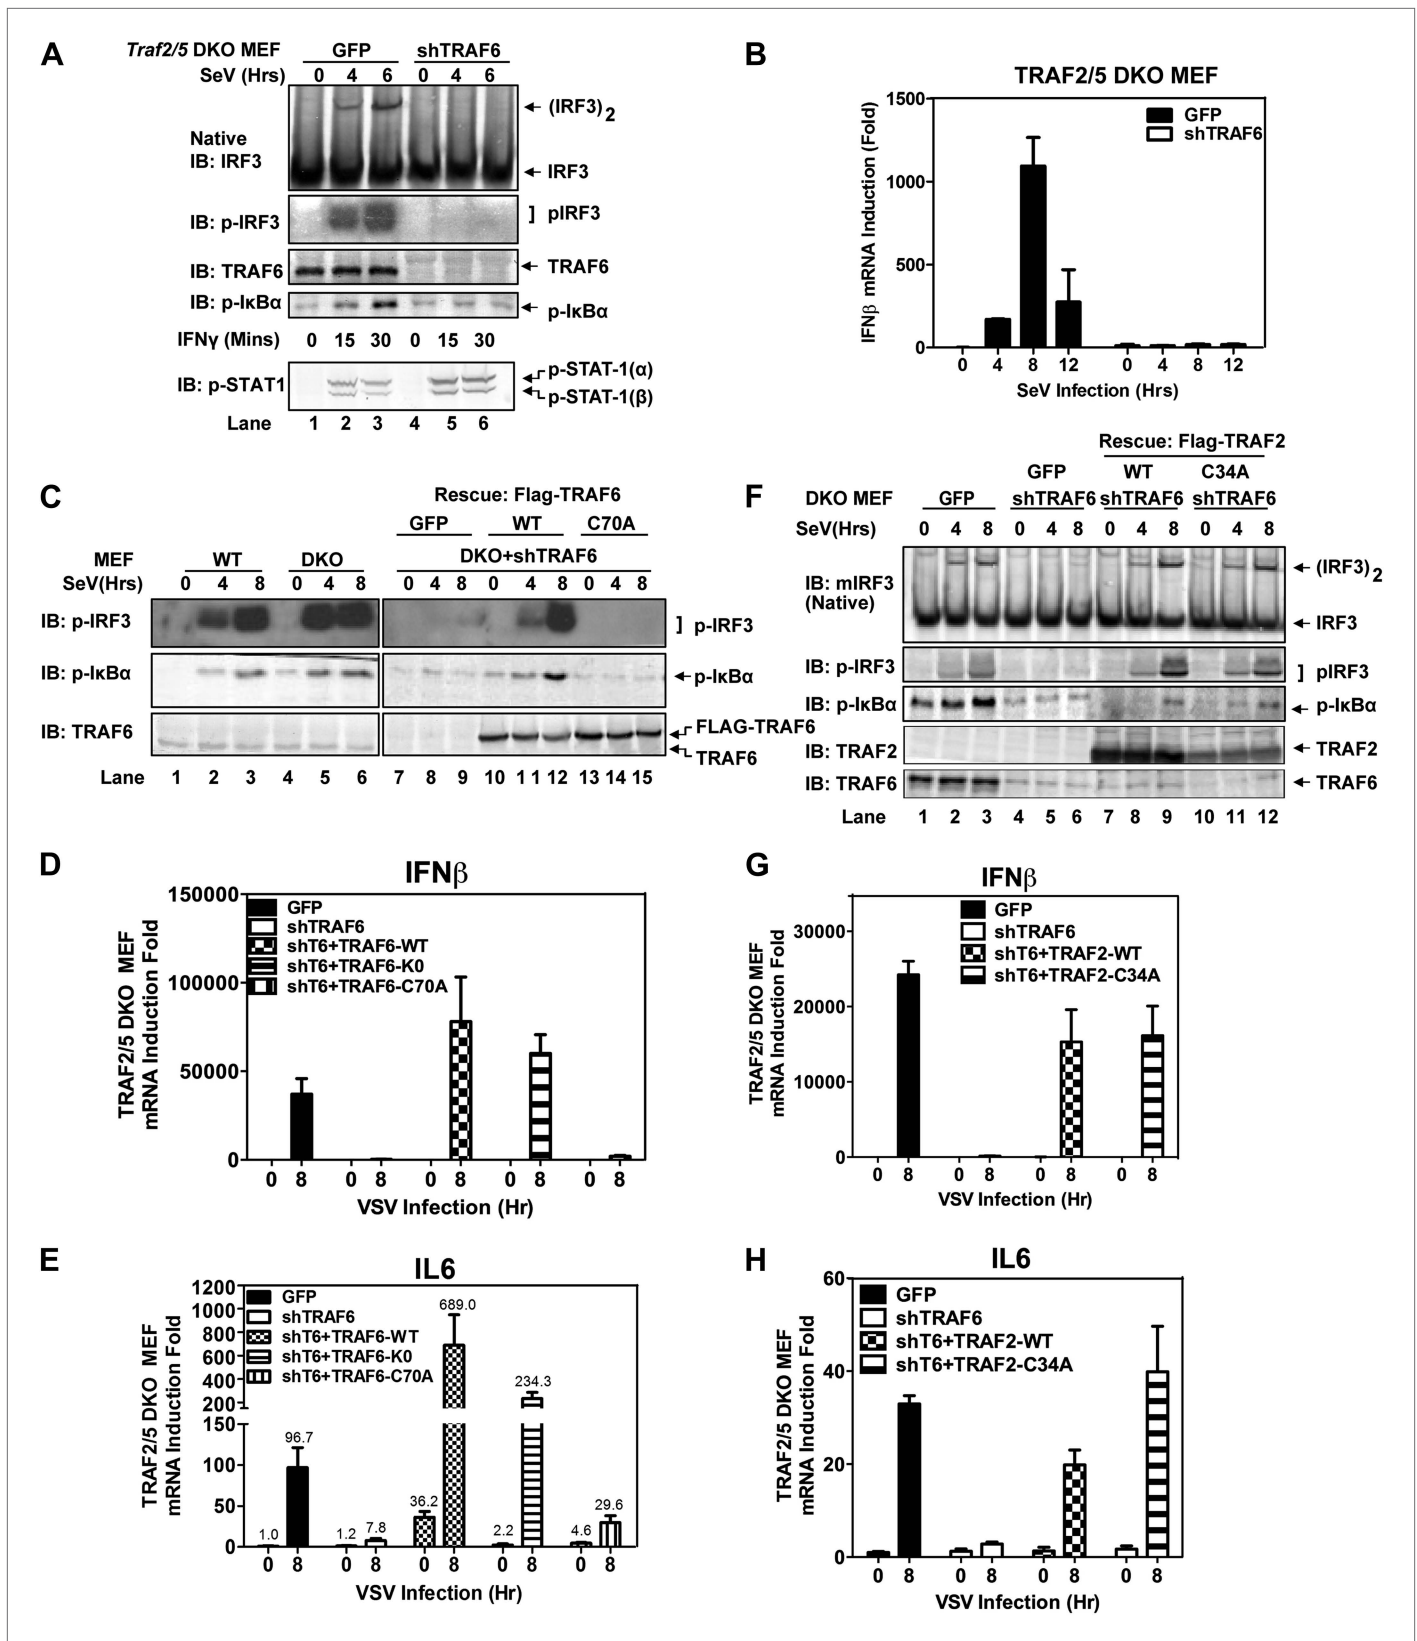 A
Traf2/5 DKO MEF GFP shTRAF6
SeV (Hrs) 0 4 6 0 4 6
Native
IB: IRF3
(IRF3)2
IRF3
IB: p-IRF3
pIRF3
IB: TRAF6
TRAF6
IB: p-IκBα
p-IκBα
IFNγ (Mins) 0 15 30 0 15 30
IB: p-STAT1
p-STAT-1(α)
p-STAT-1(β)
Lane 1 2 3 4 5 6
B
TRAF2/5 DKO MEF
IFNβ mRNA Induction (Fold)
1500
1000
500
0
GFP
shTRAF6
0 4 8 12 0 4 8 12
SeV Infection (Hrs)
C
Rescue: Flag-TRAF6
GFP WT C70A
MEF WT DKO DKO+shTRAF6
SeV(Hrs) 0 4 8 0 4 8 0 4 8 0 4 8 0 4 8
IB: p-IRF3
p-IRF3
IB: p-IκBα
p-IκBα
IB: TRAF6
FLAG-TRAF6
TRAF6
Lane 1 2 3 4 5 6 7 8 9 10 11 12 13 14 15
F
Rescue: Flag-TRAF2
GFP WT C34A
DKO MEF GFP shTRAF6 shTRAF6 shTRAF6
SeV(Hrs) 0 4 8 0 4 8 0 4 8 0 4 8
IB: mIRF3
(Native)
(IRF3)2
IRF3
IB: p-IRF3
pIRF3
IB: p-IκBα
p-IκBα
IB: TRAF2
TRAF2
IB: TRAF6
TRAF6
Lane 1 2 3 4 5 6 7 8 9 10 11 12
D
IFNβ
TRAF2/5 DKO MEF
mRNA Induction Fold
150000
100000
50000
0
GFP
shTRAF6
shT6+TRAF6-WT
shT6+TRAF6-K0
shT6+TRAF6-C70A
0 8 0 8 0 8 0 8 0 8
VSV Infection (Hr)
G
IFNβ
TRAF2/5 DKO MEF
mRNA Induction Fold
30000
20000
10000
0
GFP
shTRAF6
shT6+TRAF2-WT
shT6+TRAF2-C34A
0 8 0 8 0 8 0 8
VSV Infection (Hr)
E
IL6
TRAF2/5 DKO MEF
mRNA Induction Fold
1200
1000
800
600
400
200
150
100
50
0
GFP
shTRAF6
shT6+TRAF6-WT
shT6+TRAF6-K0
shT6+TRAF6-C70A
1.0 96.7 1.2 7.8 36.2 689.0 2.2 234.3 4.6 29.6
0 8 0 8 0 8 0 8 0 8
VSV Infection (Hr)
H
IL6
TRAF2/5 DKO MEF
mRNA Induction Fold
60
40
20
0
GFP
shTRAF6
shT6+TRAF2-WT
shT6+TRAF2-C34A
0 8 0 8 0 8 0 8
VSV Infection (Hr)